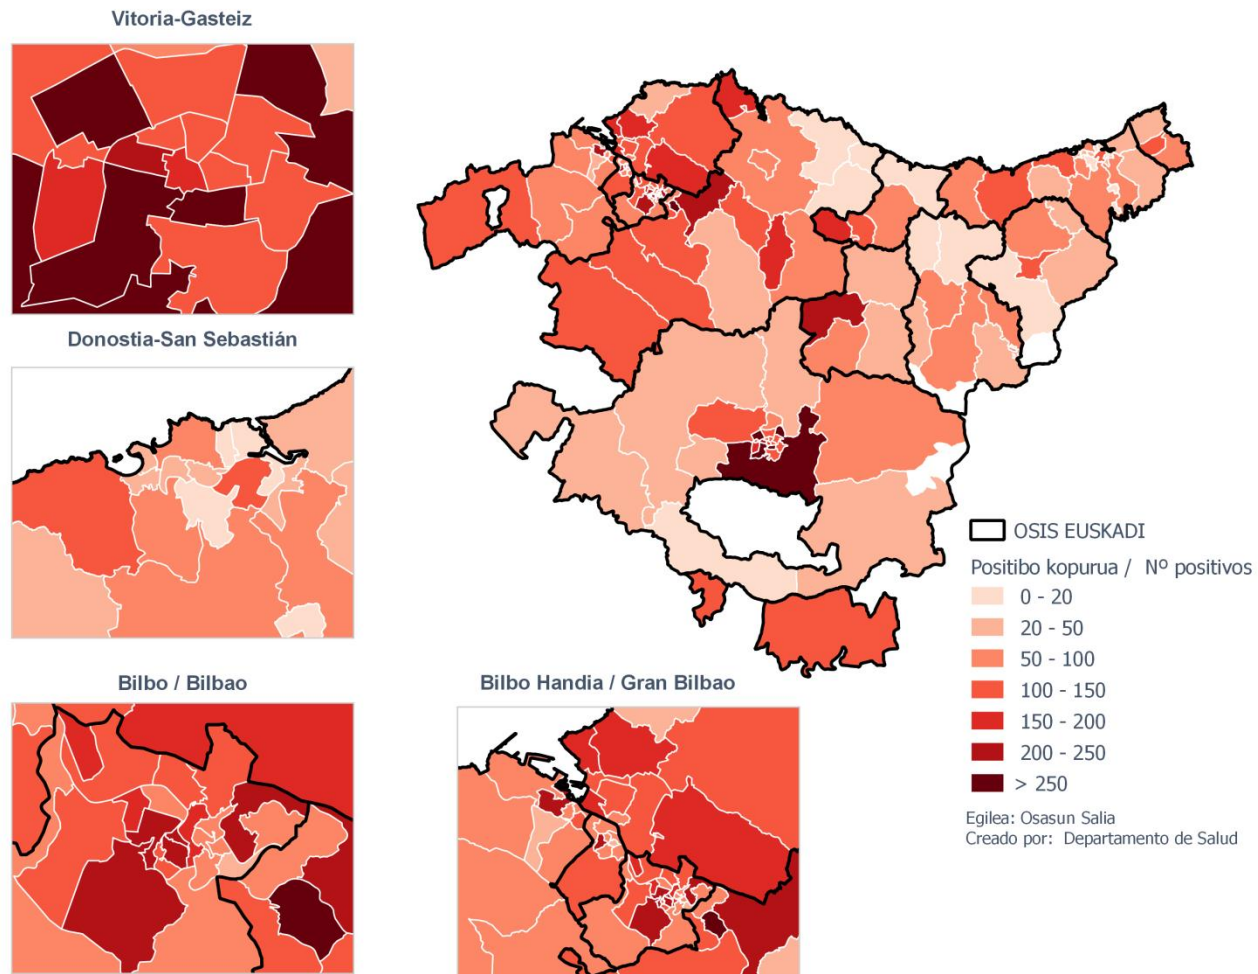 Vitoria-Gasteiz
Donostia-San Sebastián
Bilbo / Bilbao
Bilbo Handia / Gran Bilbao
OSIS EUSKADI
Positibo kopurua / Nº positivos
0 - 20
20 - 50
50 - 100
100 - 150
150 - 200
200 - 250
> 250
Egilea: Osasun Salia
Creado por: Departamento de Salud